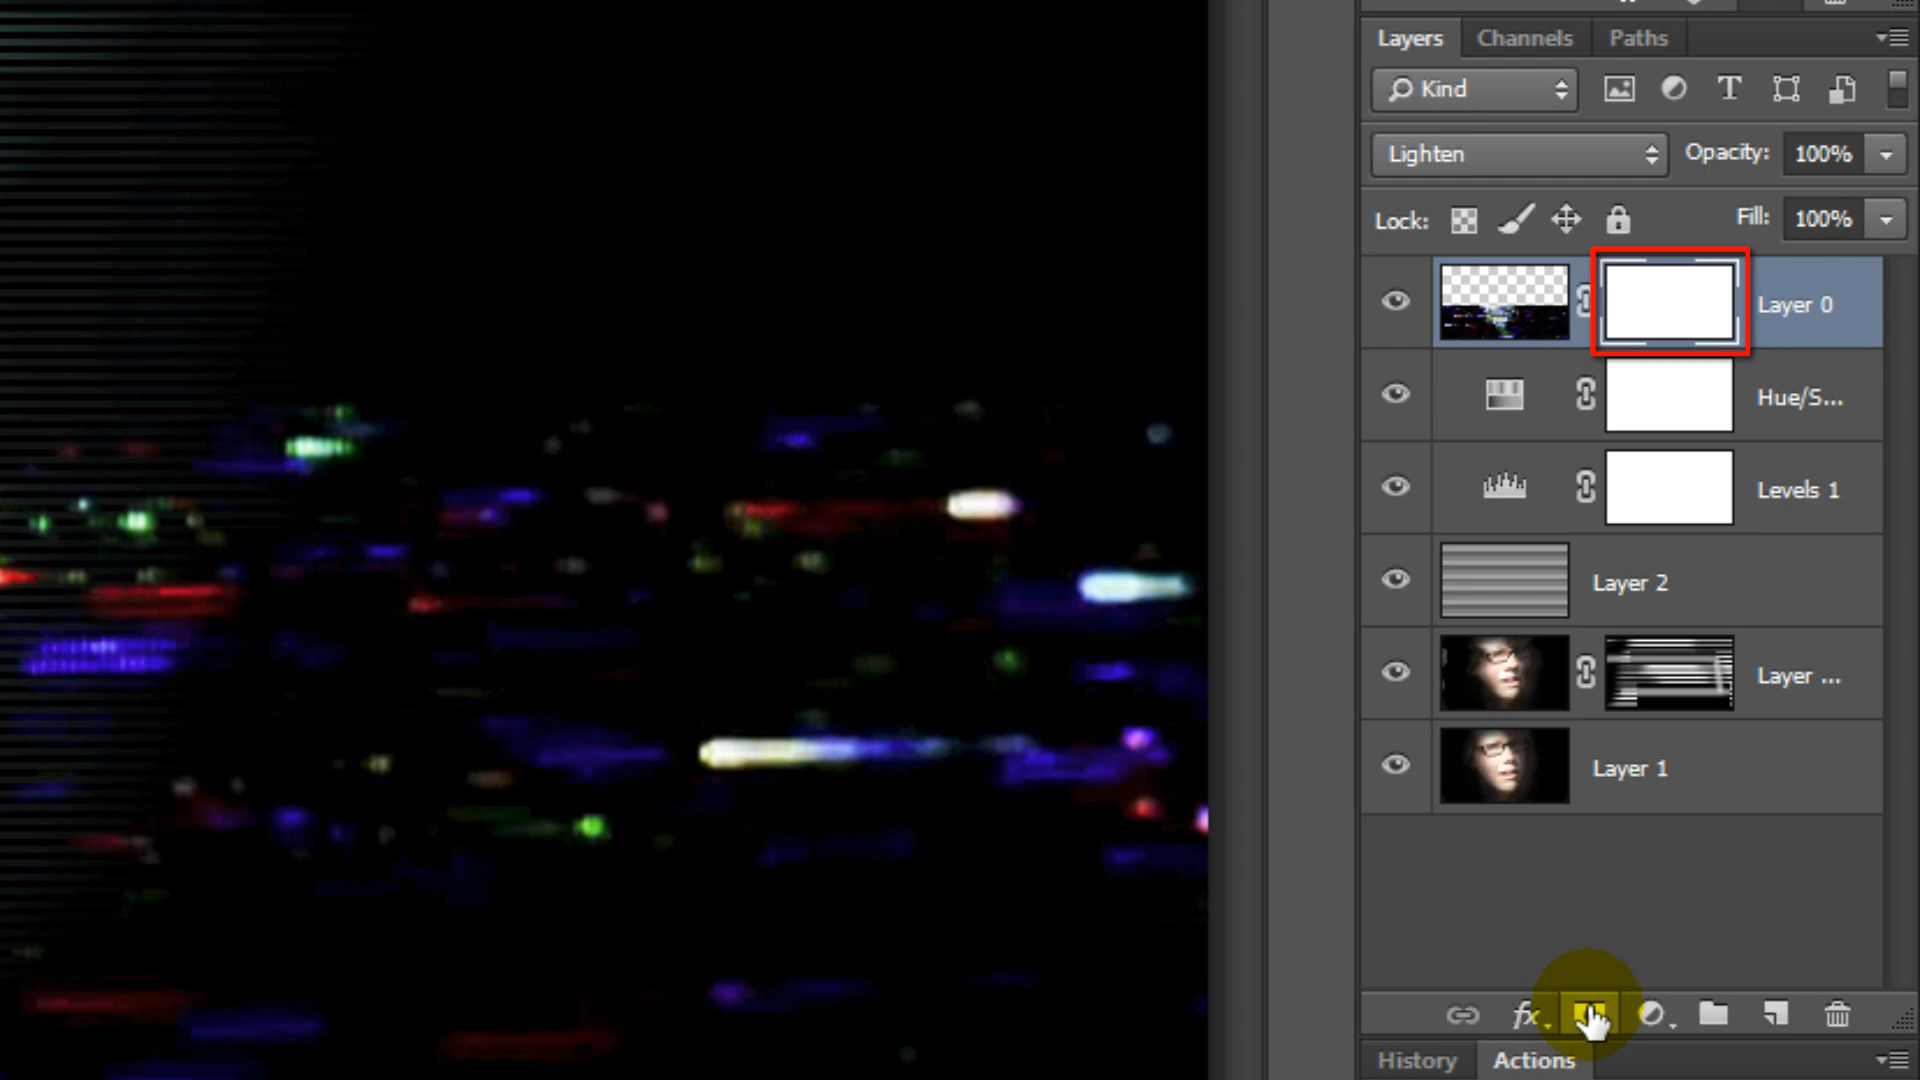 Layers Channels Paths
Kind
Lighten Opacity: 100%
Lock: Fill: 100%
Layer 0
Hue/S...
Levels 1
Layer 2
Layer ...
Layer 1
fx
History Actions